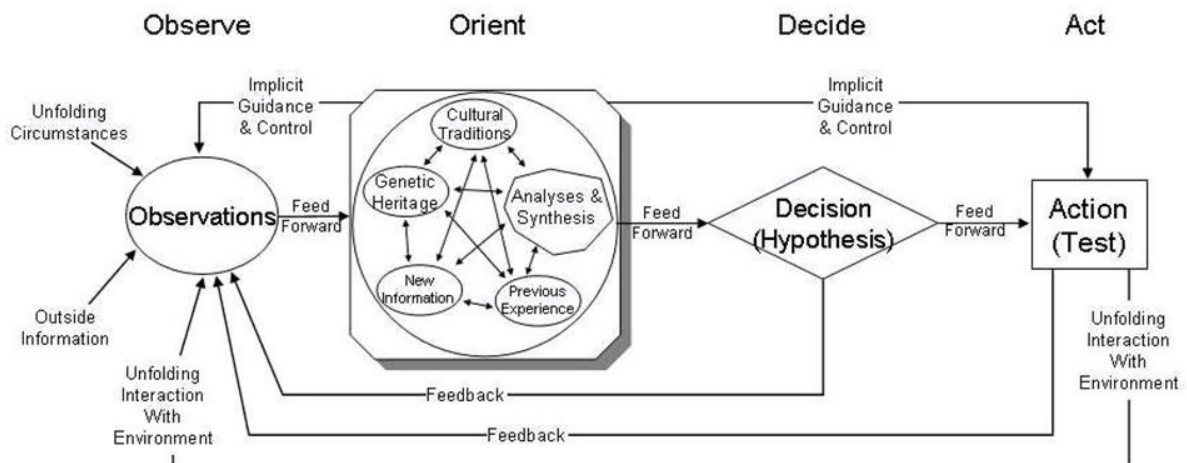 Observe
Orient
Decide
Act
Implicit
Guidance
& Control
Implicit
Guidance
& Control
Unfolding
Circumstances
Cultural
Traditions
Genetic
Heritage
Analyses &
Synthesis
Observations
Feed
Forward
Feed
Forward
Decision
(Hypothesis)
Feed
Forward
Action
(Test)
New
Information
Previous
Experience
Outside
Information
Unfolding
Interaction
With
Environment
Unfolding
Interaction
With
Environment
Feedback
Feedback